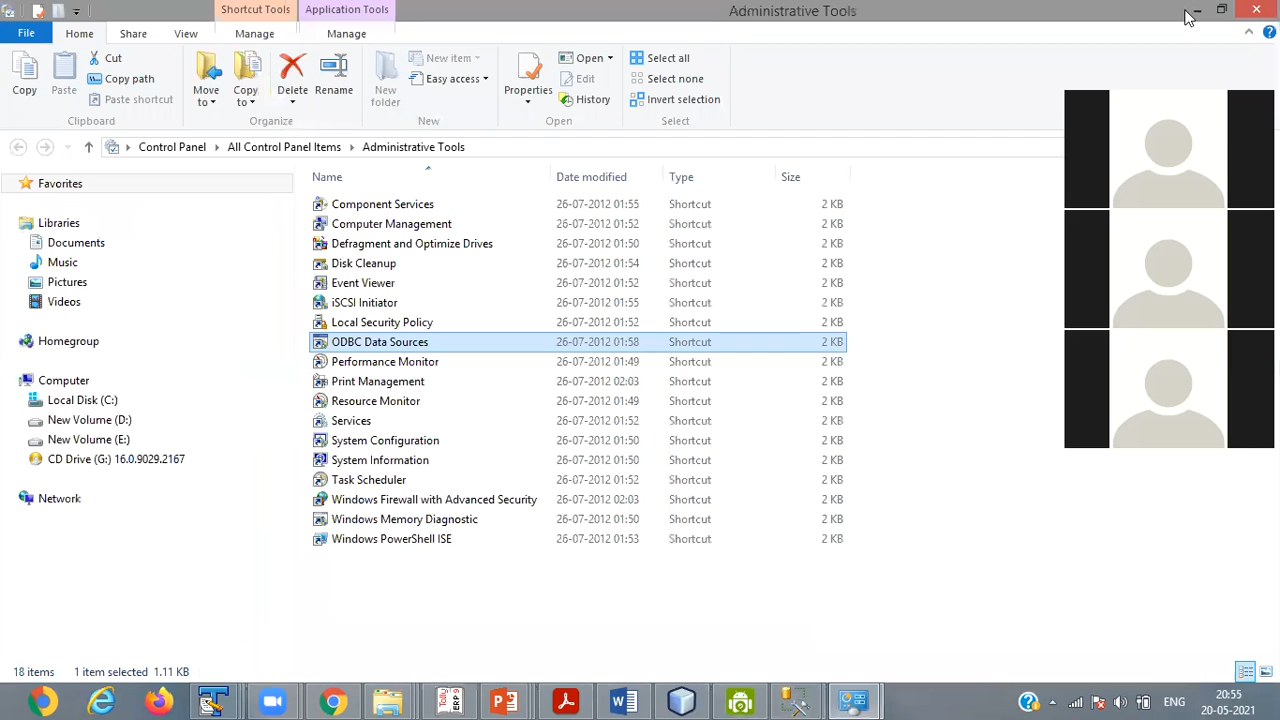 Shortcut Tools Application Tools Administrative Tools
File Home Share View Manage Manage
Copy Paste Cut Copy path Paste shortcut
Move to Copy to Delete Rename
New folder New item Easy access
Properties Open Edit History
Select all Select none Invert selection
Clipboard Organize New Open Select
Control Panel All Control Panel Items Administrative Tools
Name Date modified Type Size
Favorites
Libraries
Documents
Music
Pictures
Videos
Homegroup
Computer
Local Disk (C:)
New Volume (D:)
New Volume (E:)
CD Drive (G:) 16.0.9029.2167
Network
Component Services 26-07-2012 01:55 Shortcut 2 KB
Computer Management 26-07-2012 01:52 Shortcut 2 KB
Defragment and Optimize Drives 26-07-2012 01:50 Shortcut 2 KB
Disk Cleanup 26-07-2012 01:54 Shortcut 2 KB
Event Viewer 26-07-2012 01:52 Shortcut 2 KB
iSCSI Initiator 26-07-2012 01:55 Shortcut 2 KB
Local Security Policy 26-07-2012 01:52 Shortcut 2 KB
ODBC Data Sources 26-07-2012 01:58 Shortcut 2 KB
Performance Monitor 26-07-2012 01:49 Shortcut 2 KB
Print Management 26-07-2012 02:03 Shortcut 2 KB
Resource Monitor 26-07-2012 01:49 Shortcut 2 KB
Services 26-07-2012 01:52 Shortcut 2 KB
System Configuration 26-07-2012 01:50 Shortcut 2 KB
System Information 26-07-2012 01:50 Shortcut 2 KB
Task Scheduler 26-07-2012 01:52 Shortcut 2 KB
Windows Firewall with Advanced Security 26-07-2012 02:03 Shortcut 2 KB
Windows Memory Diagnostic 26-07-2012 01:50 Shortcut 2 KB
Windows PowerShell ISE 26-07-2012 01:53 Shortcut 2 KB
18 items 1 item selected 1.11 KB
Tally ERP9
ENG 20:55
20-05-2021